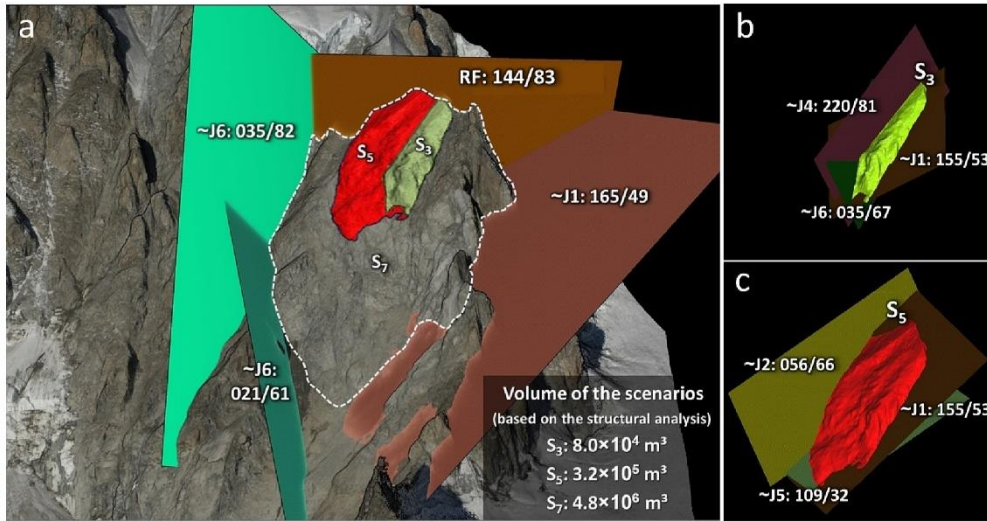 a
RF: 144/83
~J6: 035/82
S₅
S₃
~J1: 165/49
S₇
~J6:
021/61
Volume of the scenarios
(based on the structural analysis)
S₃: 8.0×10⁴ m³
S₅: 3.2×10⁵ m³
S₇: 4.8×10⁶ m³
b
S₃
~J4: 220/81
~J1: 155/53
~J6: 035/67
c
S₅
~J2: 056/66
~J1: 155/53
~J5: 109/32